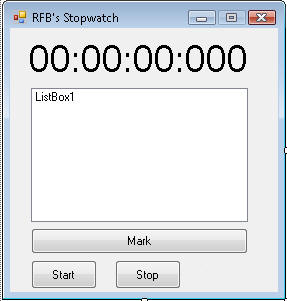 RFB's Stopwatch
00:00:00:000
ListBox1
Mark
Start Stop